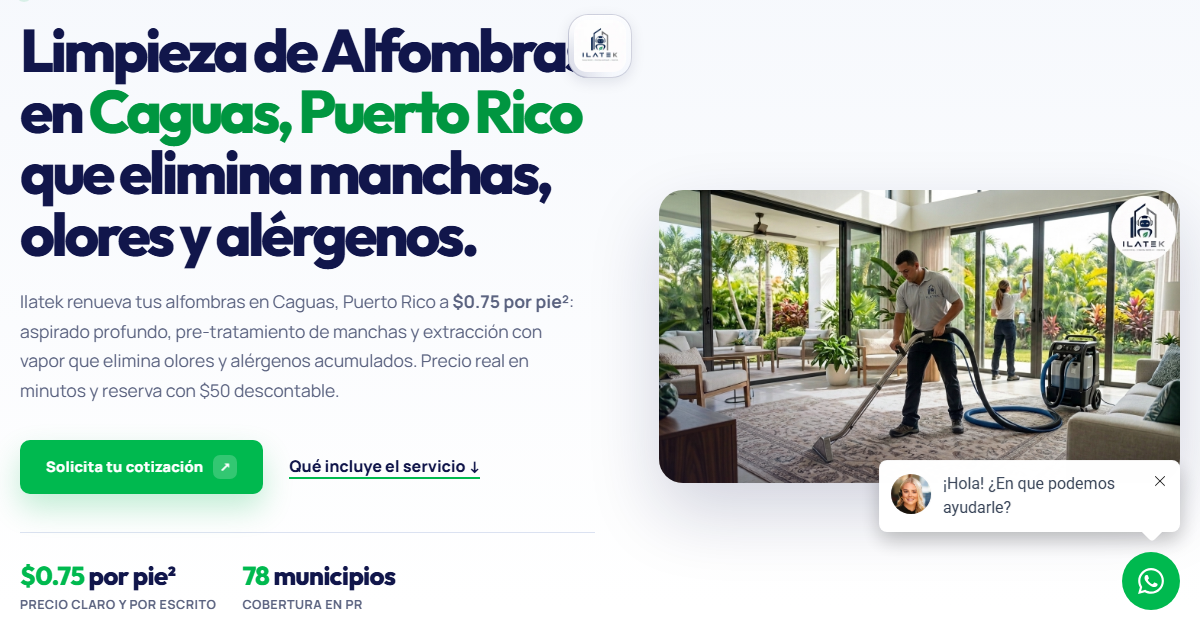 Limpieza de Alfombras
ILATEK
en Caguas, Puerto Rico
que elimina manchas,
olores y alérgenos.
Ilatek renueva tus alfombras en Caguas, Puerto Rico a $0.75 por pie²:
aspirado profundo, pre-tratamiento de manchas y extracción con
vapor que elimina olores y alérgenos acumulados. Precio real en
minutos y reserva con $50 descontable.
Solicita tu cotización ↗
Qué incluye el servicio ↓
$0.75 por pie²
PRECIO CLARO Y POR ESCRITO
78 municipios
COBERTURA EN PR
ILATEK
¡Hola! ¿En que podemos
ayudarle?